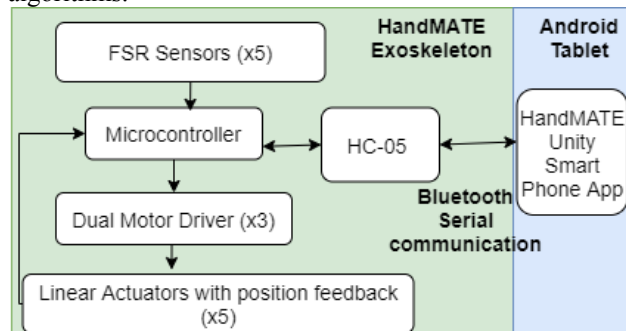 algorithms.
FSR Sensors (x5)
HandMATE
Exoskeleton
Android
Tablet
Microcontroller
HC-05
HandMATE
Unity
Smart
Phone App
Dual Motor Driver (x3)
Bluetooth
Serial
communication
Linear Actuators with position feedback
(x5)